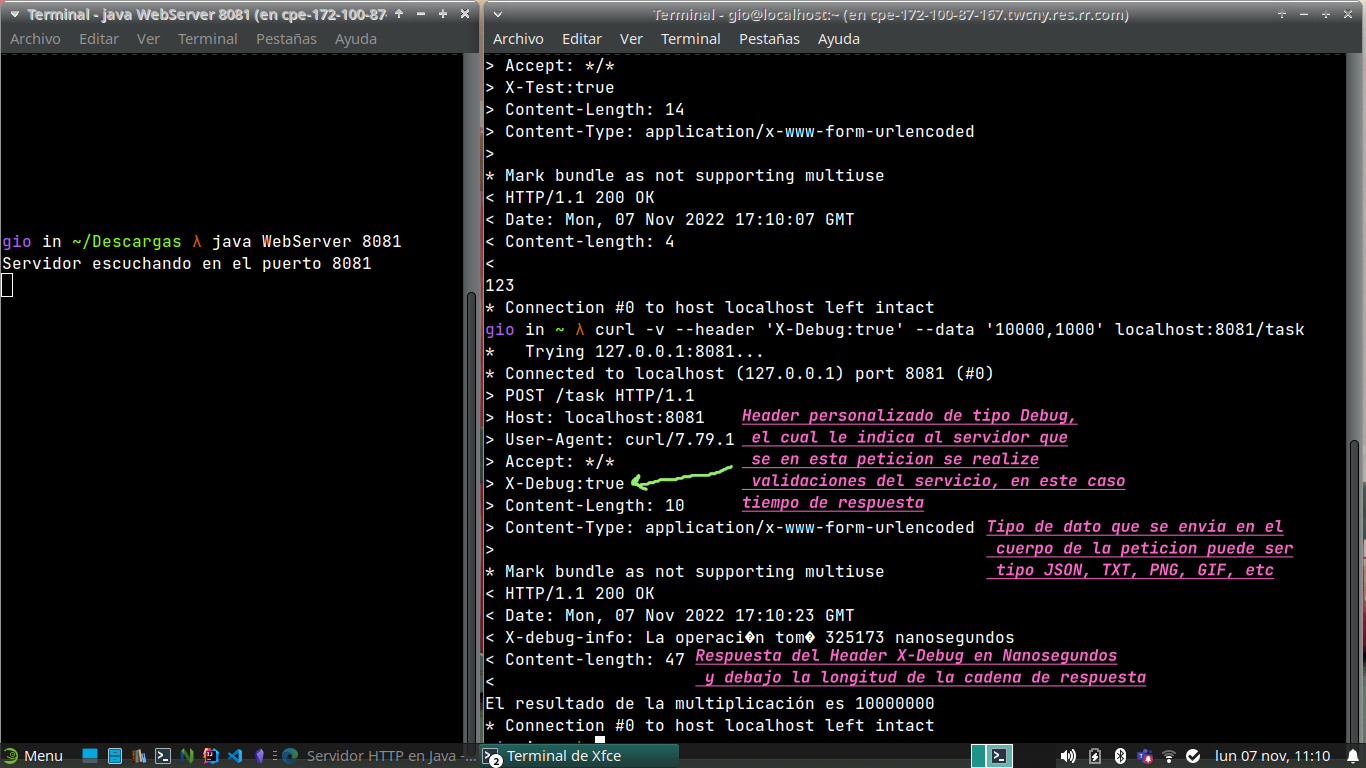 Terminal - java WebServer 8081 (en cpe-172-100-87-
Archivo Editar Ver Terminal Pestañas Ayuda
gio in ~/Descargas λ java WebServer 8081
Servidor escuchando en el puerto 8081
Terminal - gio@localhost:~ (en cpe-172-100-87-167.twcny.res.rr.com)
Archivo Editar Ver Terminal Pestañas Ayuda
> Accept: */*
> X-Test:true
> Content-Length: 14
> Content-Type: application/x-www-form-urlencoded
>
* Mark bundle as not supporting multiuse
< HTTP/1.1 200 OK
< Date: Mon, 07 Nov 2022 17:10:07 GMT
< Content-length: 4
<
123
* Connection #0 to host localhost left intact
gio in ~ λ curl -v --header 'X-Debug:true' --data '10000,1000' localhost:8081/task
*   Trying 127.0.0.1:8081...
* Connected to localhost (127.0.0.1) port 8081 (#0)
> POST /task HTTP/1.1
> Host: localhost:8081
> User-Agent: curl/7.79.1
> Accept: */*
> X-Debug:true
> Content-Length: 10
> Content-Type: application/x-www-form-urlencoded
>
Header personalizado de tipo Debug,
el cual le indica al servidor que
se en esta peticion se realize
validaciones del servicio, en este caso
tiempo de respuesta
Tipo de dato que se envia en el
cuerpo de la peticion puede ser
tipo JSON, TXT, PNG, GIF, etc
* Mark bundle as not supporting multiuse
< HTTP/1.1 200 OK
< Date: Mon, 07 Nov 2022 17:10:23 GMT
< X-debug-info: La operaci�n tom� 325173 nanosegundos
< Content-length: 47
<
Respuesta del Header X-Debug en Nanosegundos
y debajo la longitud de la cadena de respuesta
El resultado de la multiplicación es 10000000
* Connection #0 to host localhost left intact
Menu
Servidor HTTP en Java -...
2
Terminal de Xfce
lun 07 nov, 11:10